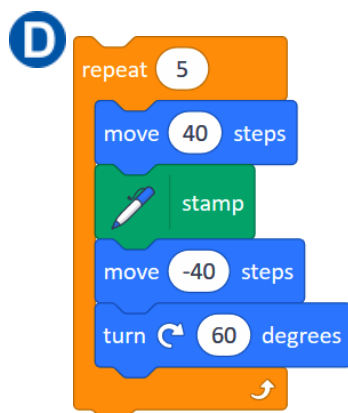 D
repeat 5
move 40 steps
stamp
move -40 steps
turn 60 degrees